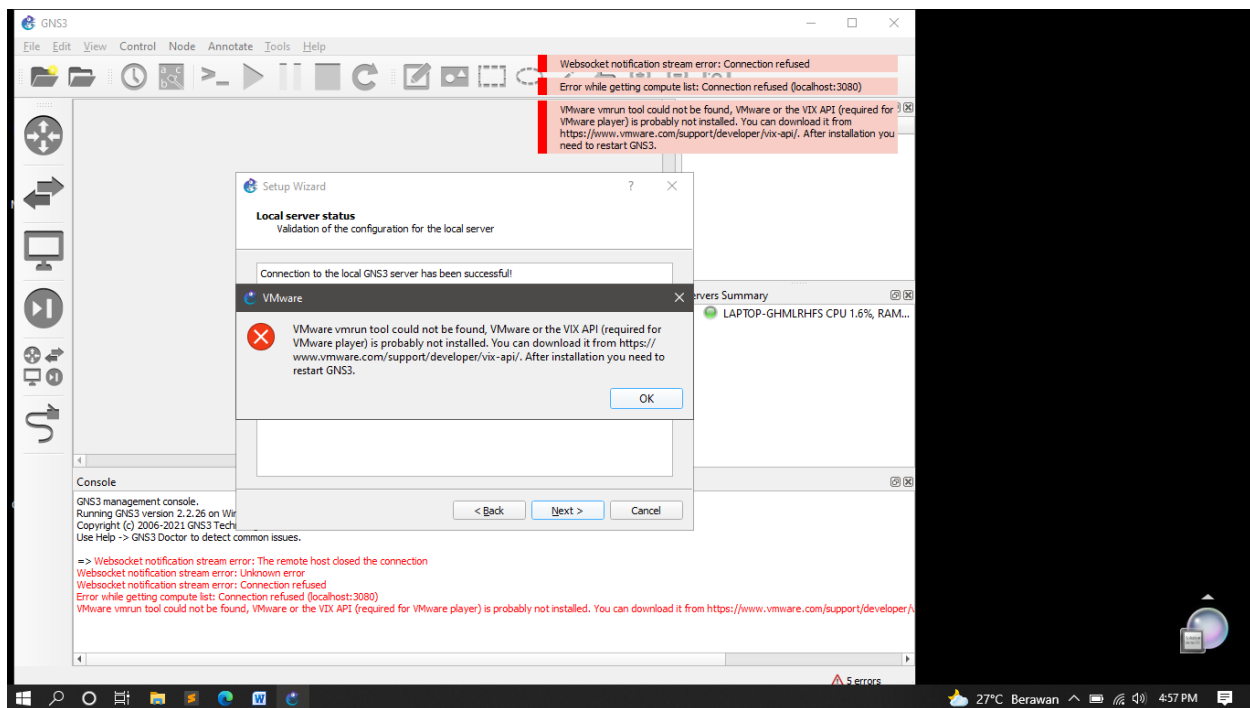 GNS3
File Edit View Control Node Annotate Tools Help
Websocket notification stream error: Connection refused
Error while getting compute list: Connection refused (localhost:3080)
VMware vmrun tool could not be found, VMware or the VIX API (required for
VMware player) is probably not installed. You can download it from
https://www.vmware.com/support/developer/vix-api/. After installation you
need to restart GNS3.
Setup Wizard
Local server status
Validation of the configuration for the local server
Connection to the local GNS3 server has been successful!
VMware
VMware vmrun tool could not be found, VMware or the VIX API (required for
VMware player) is probably not installed. You can download it from https://
www.vmware.com/support/developer/vix-api/. After installation you need to
restart GNS3.
OK
< Back Next > Cancel
ervers Summary
LAPTOP-GHMLRHFS CPU 1.6%, RAM...
Console
GNS3 management console.
Running GNS3 version 2.2.26 on Wi
Copyright (c) 2006-2021 GNS3 Tech
Use Help -> GNS3 Doctor to detect common issues.
=> Websocket notification stream error: The remote host closed the connection
Websocket notification stream error: Unknown error
Websocket notification stream error: Connection refused
Error while getting compute list: Connection refused (localhost:3080)
VMware vmrun tool could not be found, VMware or the VIX API (required for VMware player) is probably not installed. You can download it from https://www.vmware.com/support/developer/v
5 errors
27°C Berawan 4:57 PM